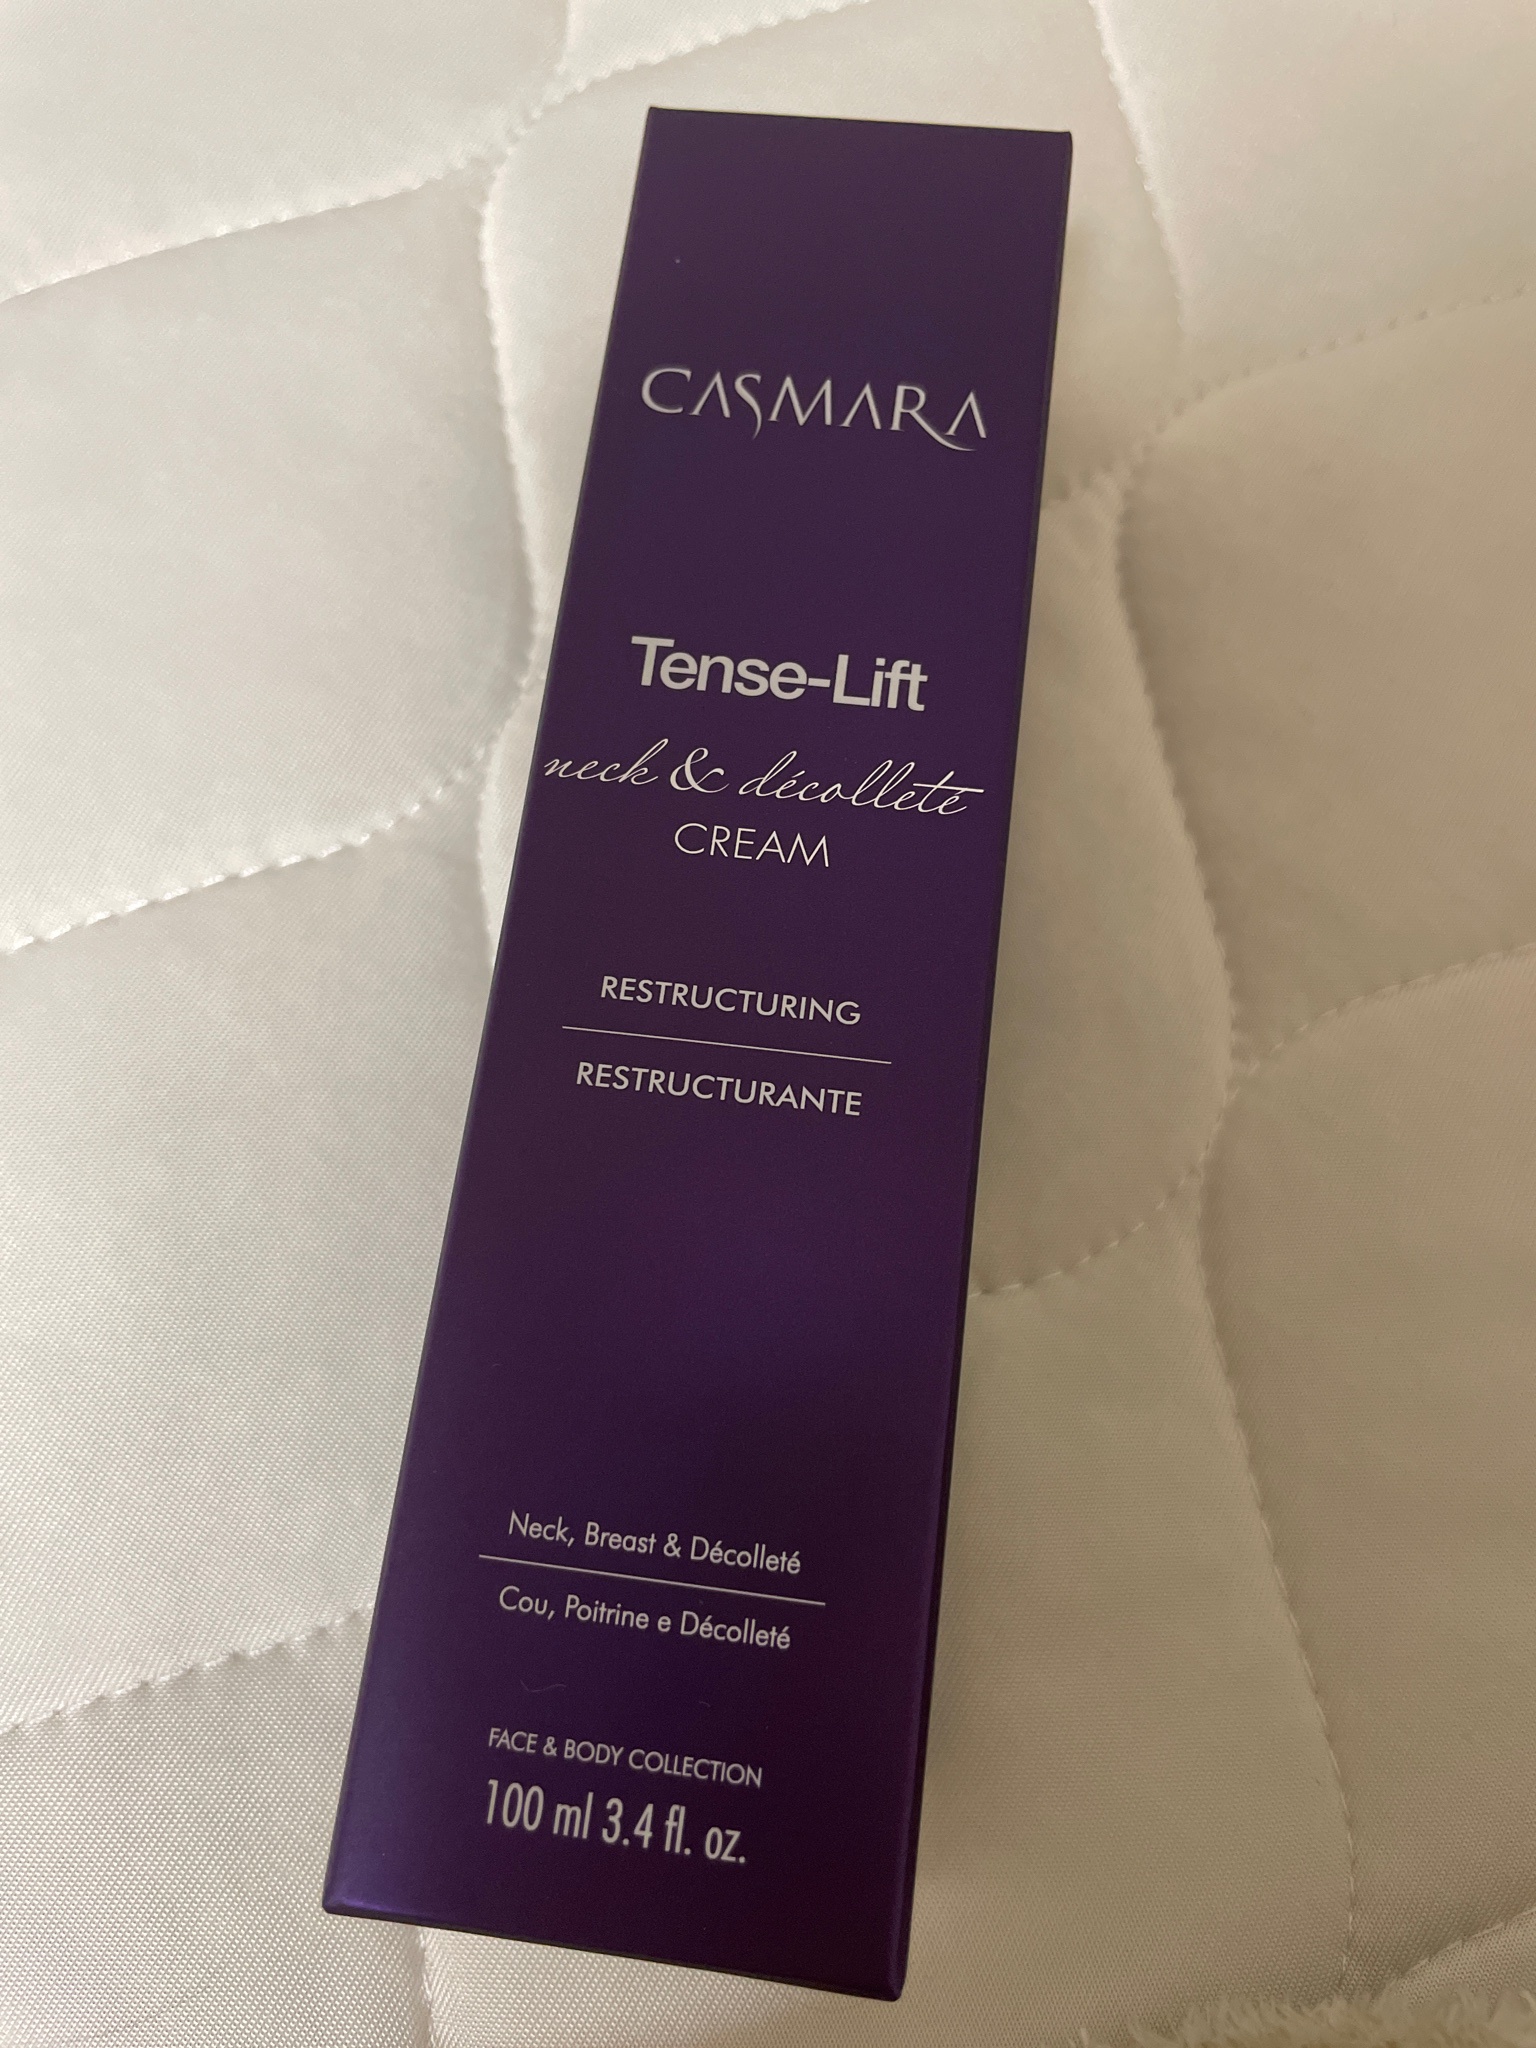 CASMARA
Tense-Lift
neck & décolleté
CREAM
RESTRUCTURING
RESTRUCTURANTE
Neck, Breast & Décolleté
Cou, Poitrine e Décolleté
FACE & BODY COLLECTION
100 ml 3.4 fl. oz.